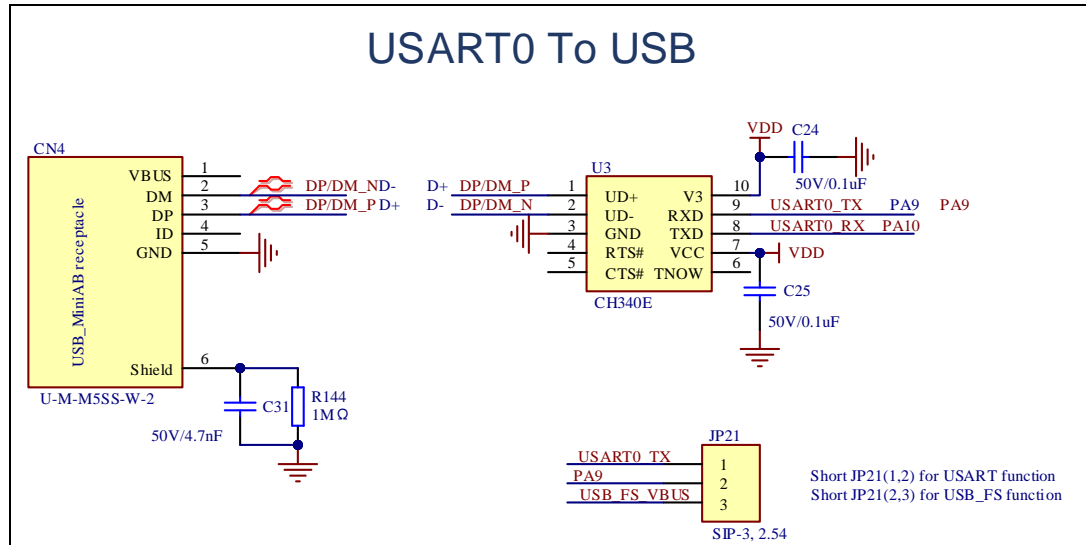 USART0 To USB
CN4
VBUS 1
DM 2 DP/DM_N D-
DP 3 DP/DM_P D+
ID 4
GND 5
USB_MiniAB receptacle
Shield 6
U-M-M5SS-W-2
C31
50V/4.7nF
R144
1MΩ
U3
D+ DP/DM_P 1 UD+
D- DP/DM_N 2 UD-
3 GND
4 RTS#
5 CTS#
V3 10
RXD 9 USART0_TX PA9 PA9
TXD 8 USART0_RX PA10
VCC 7 VDD
TNOW 6
CH340E
VDD
C24
50V/0.1uF
C25
50V/0.1uF
JP21
USART0_TX 1
PA9 2
USB_FS_VBUS 3
SIP-3, 2.54
Short JP21(1,2) for USART function
Short JP21(2,3) for USB_FS function